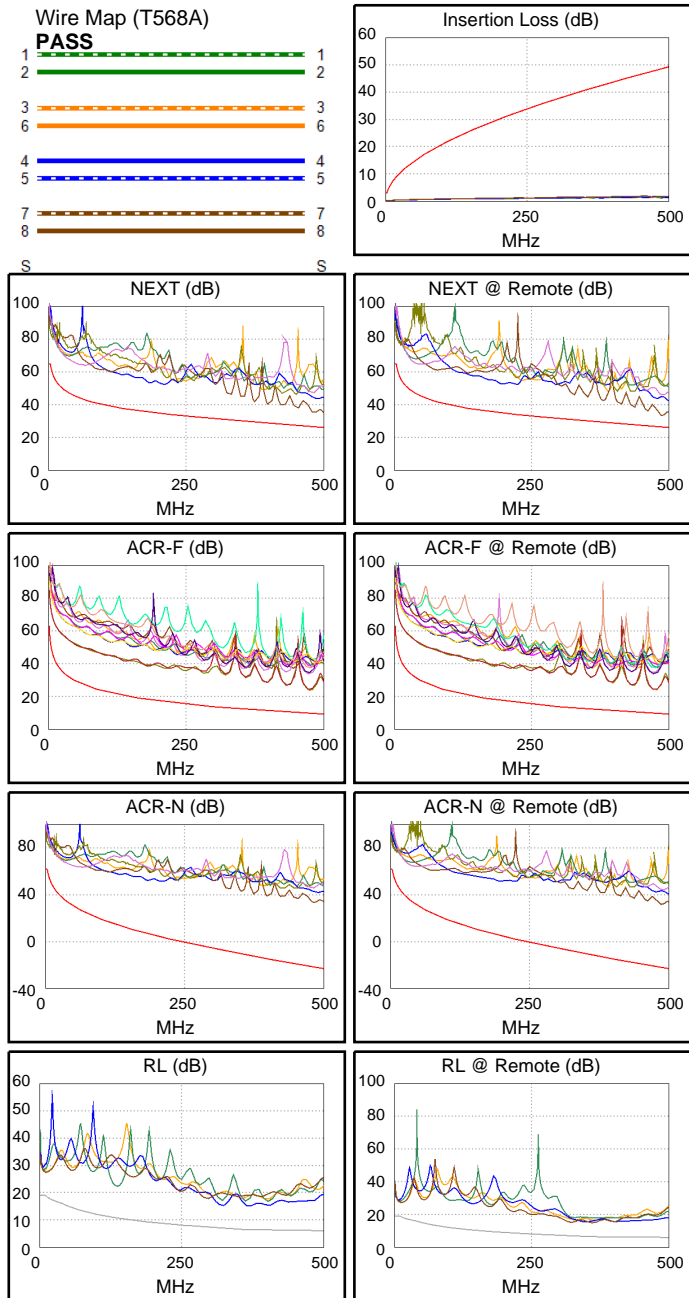 Wire Map (T568A)
PASS
1 1
2 2
3 3
6 6
4 4
5 5
7 7
8 8
S S
Insertion Loss (dB)
60
50
40
30
20
10
0
0 250 500
MHz
NEXT (dB)
100
80
60
40
20
0
0 250 500
MHz
NEXT @ Remote (dB)
100
80
60
40
20
0
0 250 500
MHz
ACR-F (dB)
100
80
60
40
20
0
0 250 500
MHz
ACR-F @ Remote (dB)
100
80
60
40
20
0
0 250 500
MHz
ACR-N (dB)
80
40
0
-40
0 250 500
MHz
ACR-N @ Remote (dB)
80
40
0
-40
0 250 500
MHz
RL (dB)
60
50
40
30
20
10
0
0 250 500
MHz
RL @ Remote (dB)
100
80
60
40
20
0
0 250 500
MHz